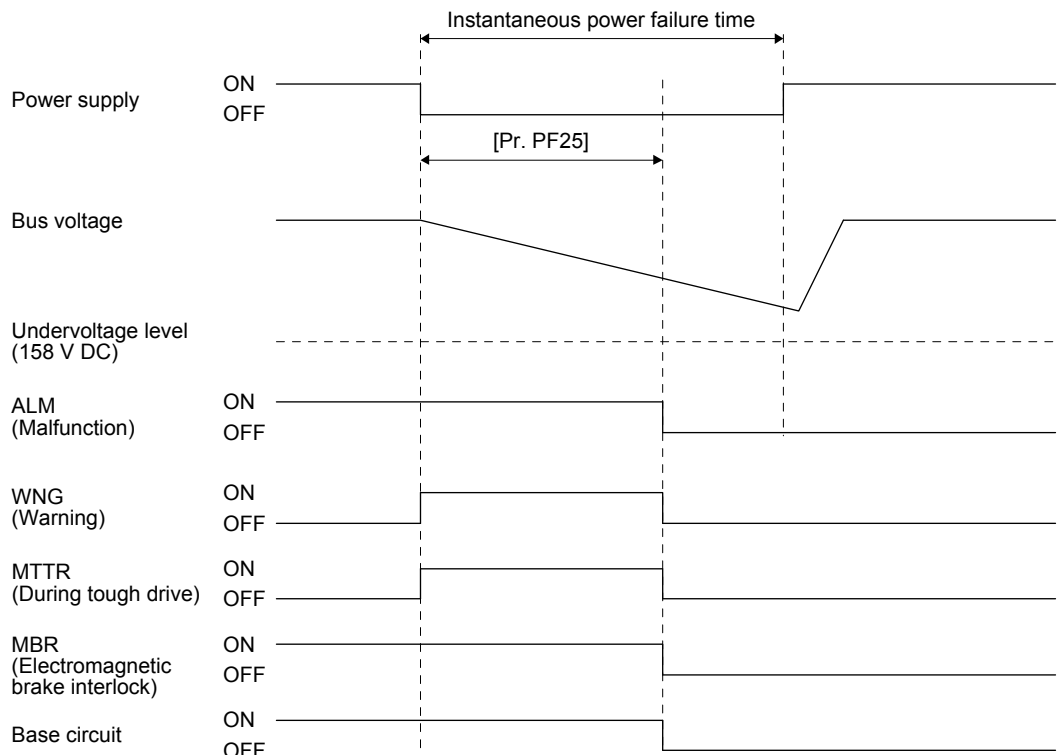 Instantaneous power failure time
Power supply
ON
OFF
[Pr. PF25]
Bus voltage
Undervoltage level
(158 V DC)
ALM
(Malfunction)
ON
OFF
WNG
(Warning)
ON
OFF
MTTR
(During tough drive)
ON
OFF
MBR
(Electromagnetic
brake interlock)
ON
OFF
Base circuit
ON
OFF